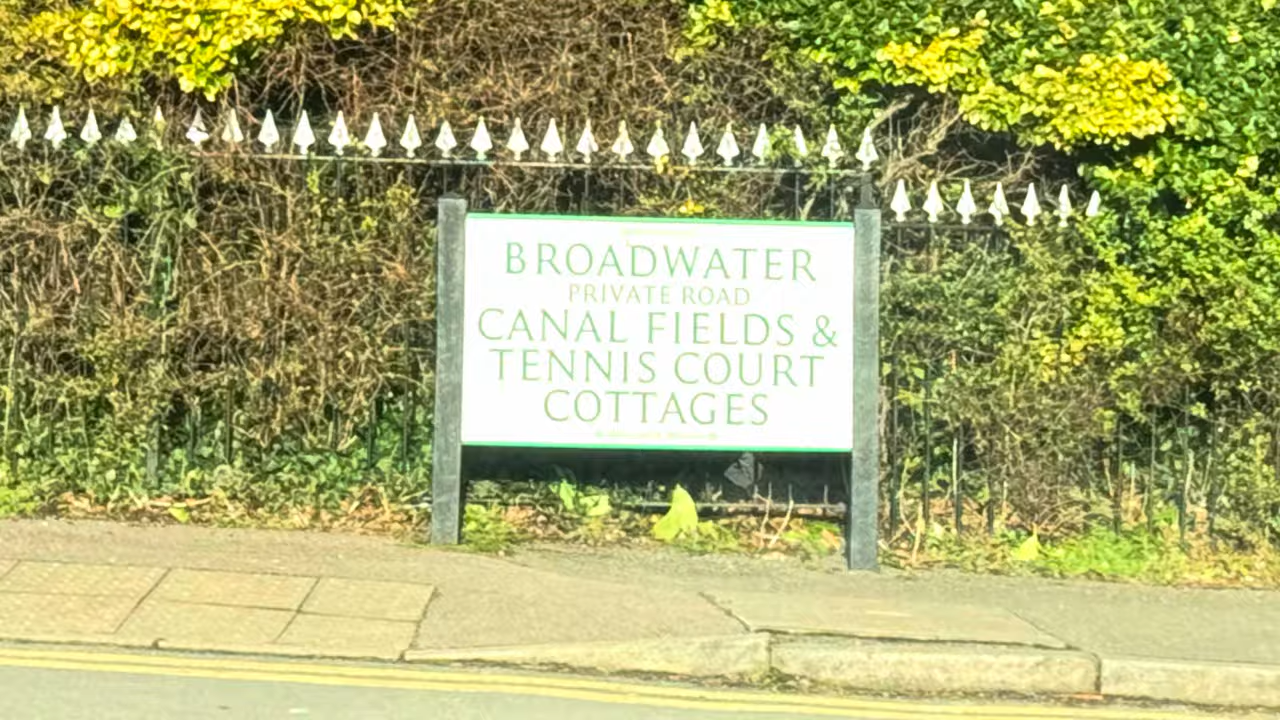 BROADWATER
PRIVATE ROAD
CANAL FIELDS &
TENNIS COURT
COTTAGES